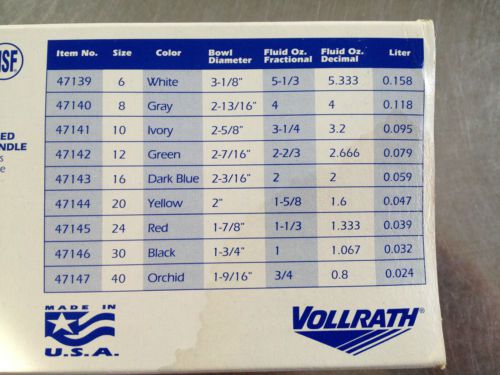 NSF
Item No. Size Color Bowl Diameter Fluid Oz. Fractional Fluid Oz. Decimal Liter
47139 6 White 3-1/8" 5-1/3 5.333 0.158
47140 8 Gray 2-13/16" 4 4 0.118
47141 10 Ivory 2-5/8" 3-1/4 3.2 0.095
47142 12 Green 2-7/16" 2-2/3 2.666 0.079
47143 16 Dark Blue 2-3/16" 2 2 0.059
47144 20 Yellow 2" 1-5/8 1.6 0.047
47145 24 Red 1-7/8" 1-1/3 1.333 0.039
47146 30 Black 1-3/4" 1 1.067 0.032
47147 40 Orchid 1-9/16" 3/4 0.8 0.024
MADE IN
U.S.A.
VOLLRATH®